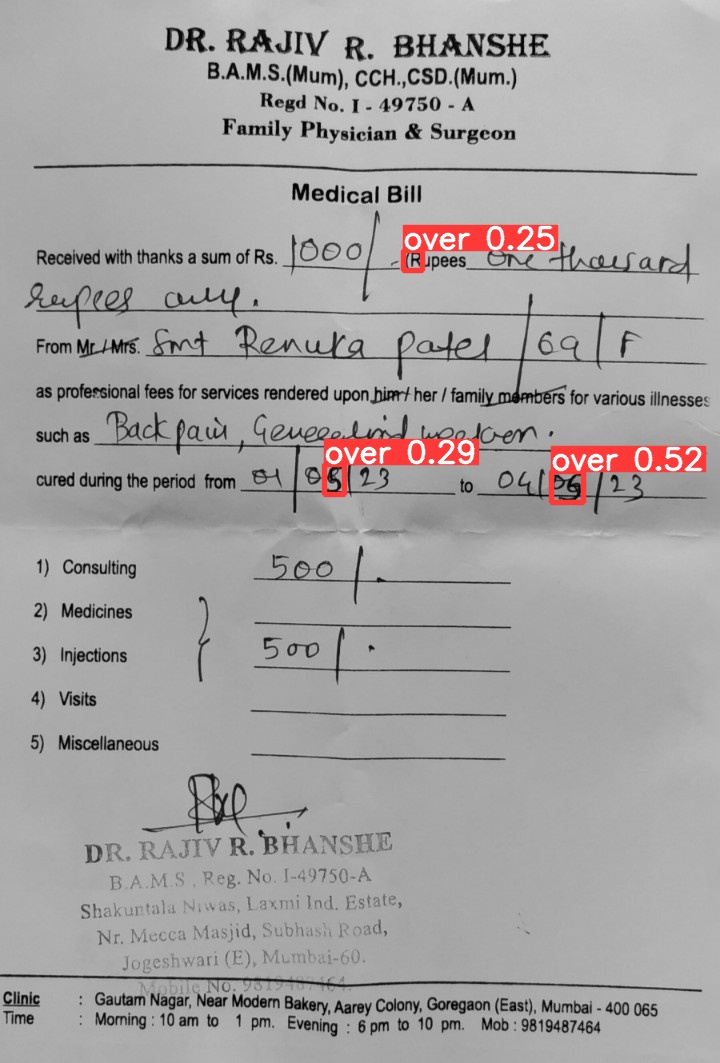 DR. RAJIV R. BHANSHE
B.A.M.S.(Mum), CCH.,CSD.(Mum.)
Regd No. I - 49750 - A
Family Physician & Surgeon
Medical Bill
over 0.25
Received with thanks a sum of Rs. 1000/- (Rupees One thousand
rupees only.
From Mr./Mrs. Smt Renuka Patel / 69 / F
as professional fees for services rendered upon him / her / family members for various illnesses
such as Back pain,
over 0.29 over 0.52
cured during the period from 01/05/23 to 04/05/23
1) Consulting 500/.
2) Medicines
3) Injections 500/.
4) Visits
5) Miscellaneous
DR. RAJIV R. BHANSHE
B.A.M.S , Reg. No. I-49750-A
Shakuntala Niwas, Laxmi Ind. Estate,
Nr. Mecca Masjid, Subhash Road,
Jogeshwari (E), Mumbai-60.
Mobile No. 9819487464.
Clinic : Gautam Nagar, Near Modern Bakery, Aarey Colony, Goregaon (East), Mumbai - 400 065
Time : Morning : 10 am to 1 pm. Evening : 6 pm to 10 pm. Mob : 9819487464